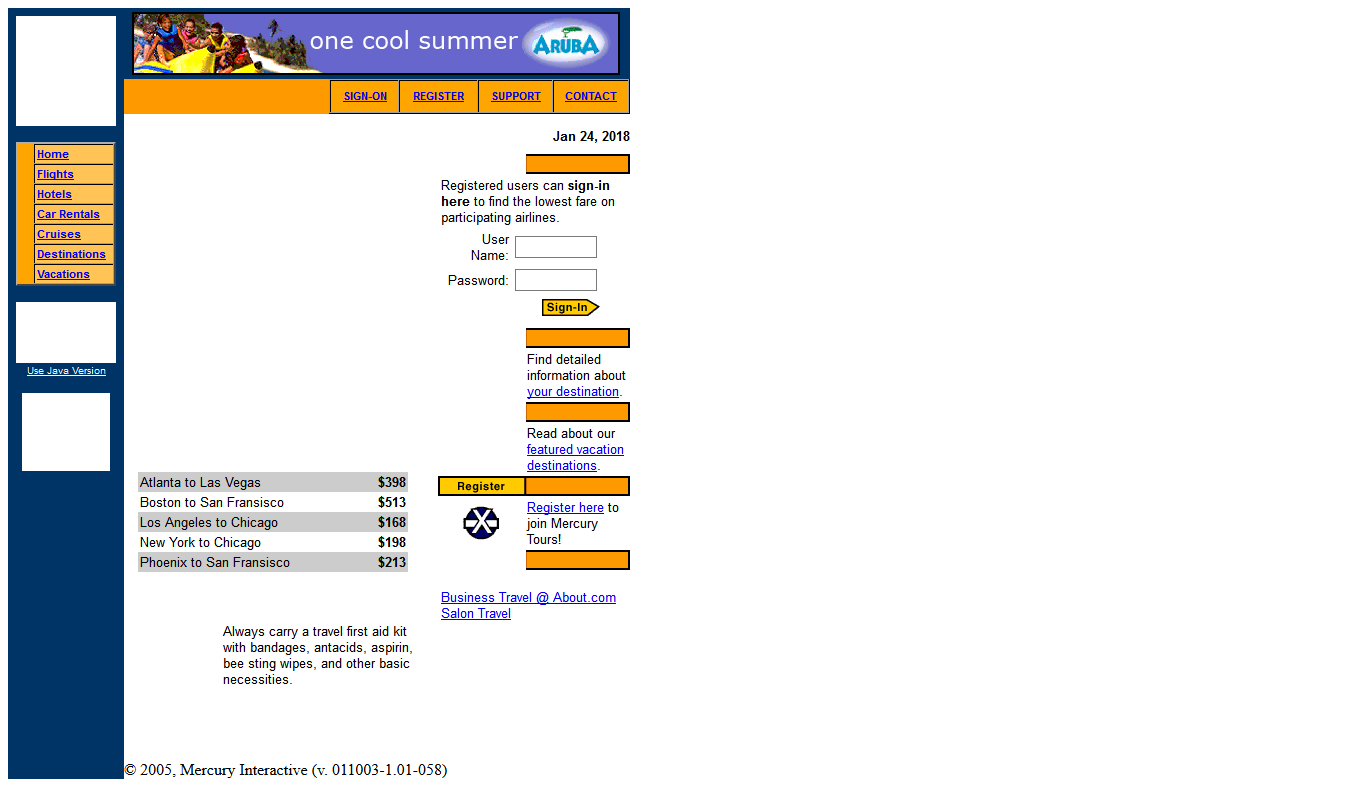 one cool summer ARUBA
SIGN-ON REGISTER SUPPORT CONTACT
Home
Flights
Hotels
Car Rentals
Cruises
Destinations
Vacations
Use Java Version
Jan 24, 2018
Registered users can sign-in
here to find the lowest fare on
participating airlines.
User
Name:
Password:
Sign-In
Find detailed
information about
your destination.
Read about our
featured vacation
destinations.
Atlanta to Las Vegas $398
Boston to San Fransisco $513
Los Angeles to Chicago $168
New York to Chicago $198
Phoenix to San Fransisco $213
Register
Register here to
join Mercury
Tours!
Business Travel @ About.com
Salon Travel
Always carry a travel first aid kit
with bandages, antacids, aspirin,
bee sting wipes, and other basic
necessities.
© 2005, Mercury Interactive (v. 011003-1.01-058)